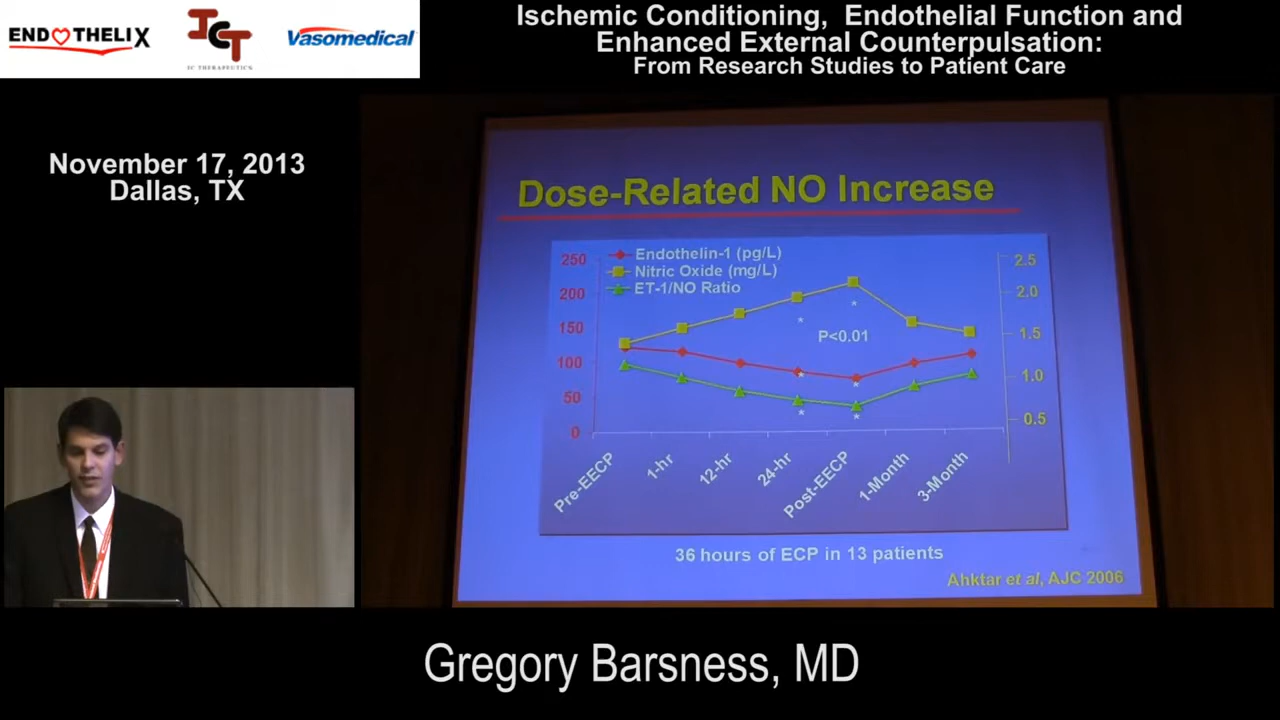 ENDOTHELIX
ICT
IC THERAPEUTICS
Vasomedical
Ischemic Conditioning, Endothelial Function and
Enhanced External Counterpulsation:
From Research Studies to Patient Care
November 17, 2013
Dallas, TX
Dose-Related NO Increase
Endothelin-1 (pg/L)
Nitric Oxide (mg/L)
ET-1/NO Ratio
250
200
150
100
50
0
2.5
2.0
1.5
1.0
0.5
*
*
P<0.01
*
*
*
*
Pre-EECP
1-hr
12-hr
24-hr
Post-EECP
1-Month
3-Month
36 hours of ECP in 13 patients
Ahktar et al, AJC 2006
Gregory Barsness, MD